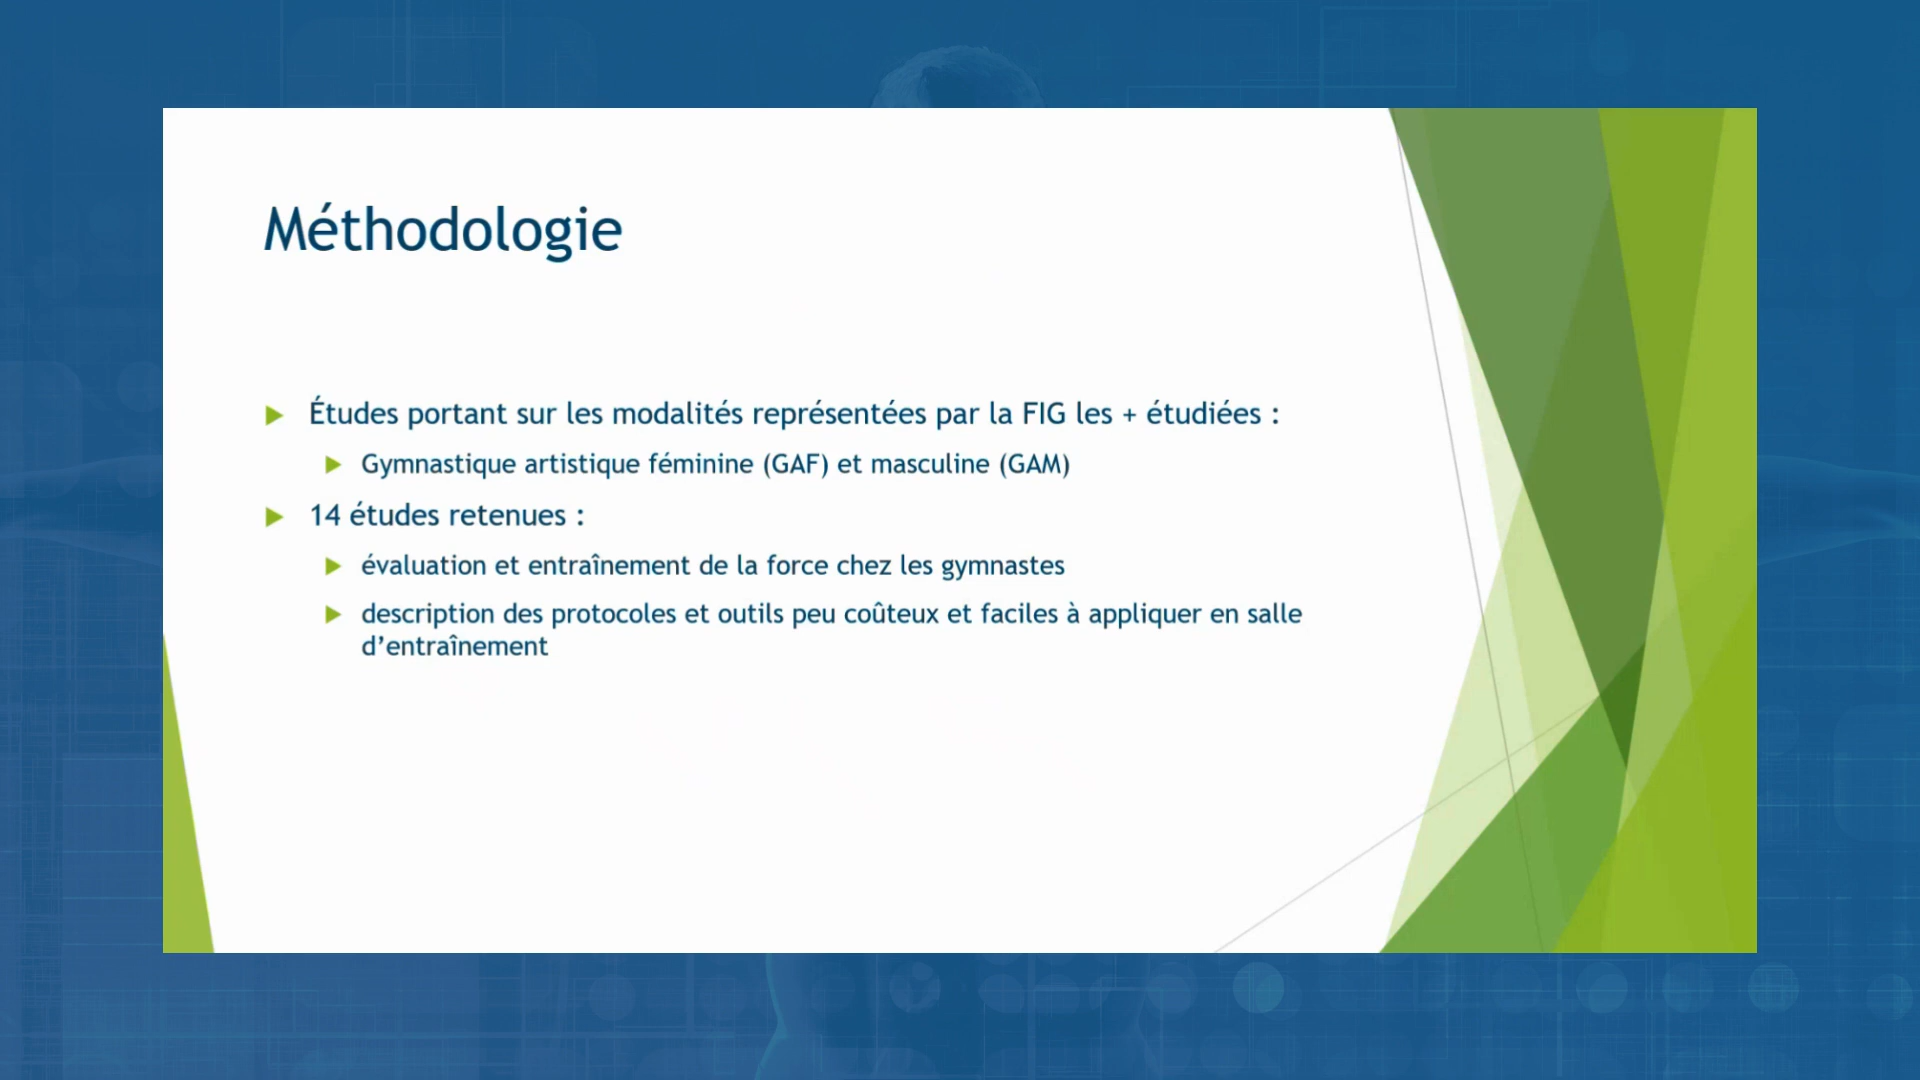 Méthodologie
Études portant sur les modalités représentées par la FIG les + étudiées :
Gymnastique artistique féminine (GAF) et masculine (GAM)
14 études retenues :
évaluation et entraînement de la force chez les gymnastes
description des protocoles et outils peu coûteux et faciles à appliquer en salle
d’entraînement